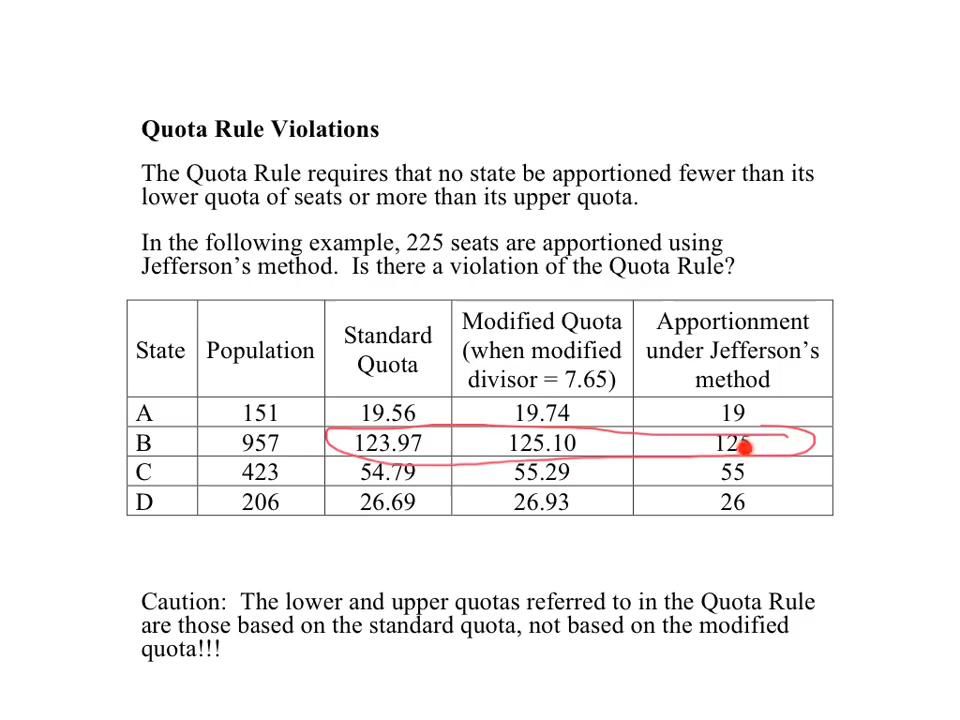 Quota Rule Violations
The Quota Rule requires that no state be apportioned fewer than its
lower quota of seats or more than its upper quota.
In the following example, 225 seats are apportioned using
Jefferson’s method.  Is there a violation of the Quota Rule?
State Population Standard Quota Modified Quota (when modified divisor = 7.65) Apportionment under Jefferson’s method
A 151 19.56 19.74 19
B 957 123.97 125.10 125
C 423 54.79 55.29 55
D 206 26.69 26.93 26
Caution:  The lower and upper quotas referred to in the Quota Rule
are those based on the standard quota, not based on the modified
quota!!!